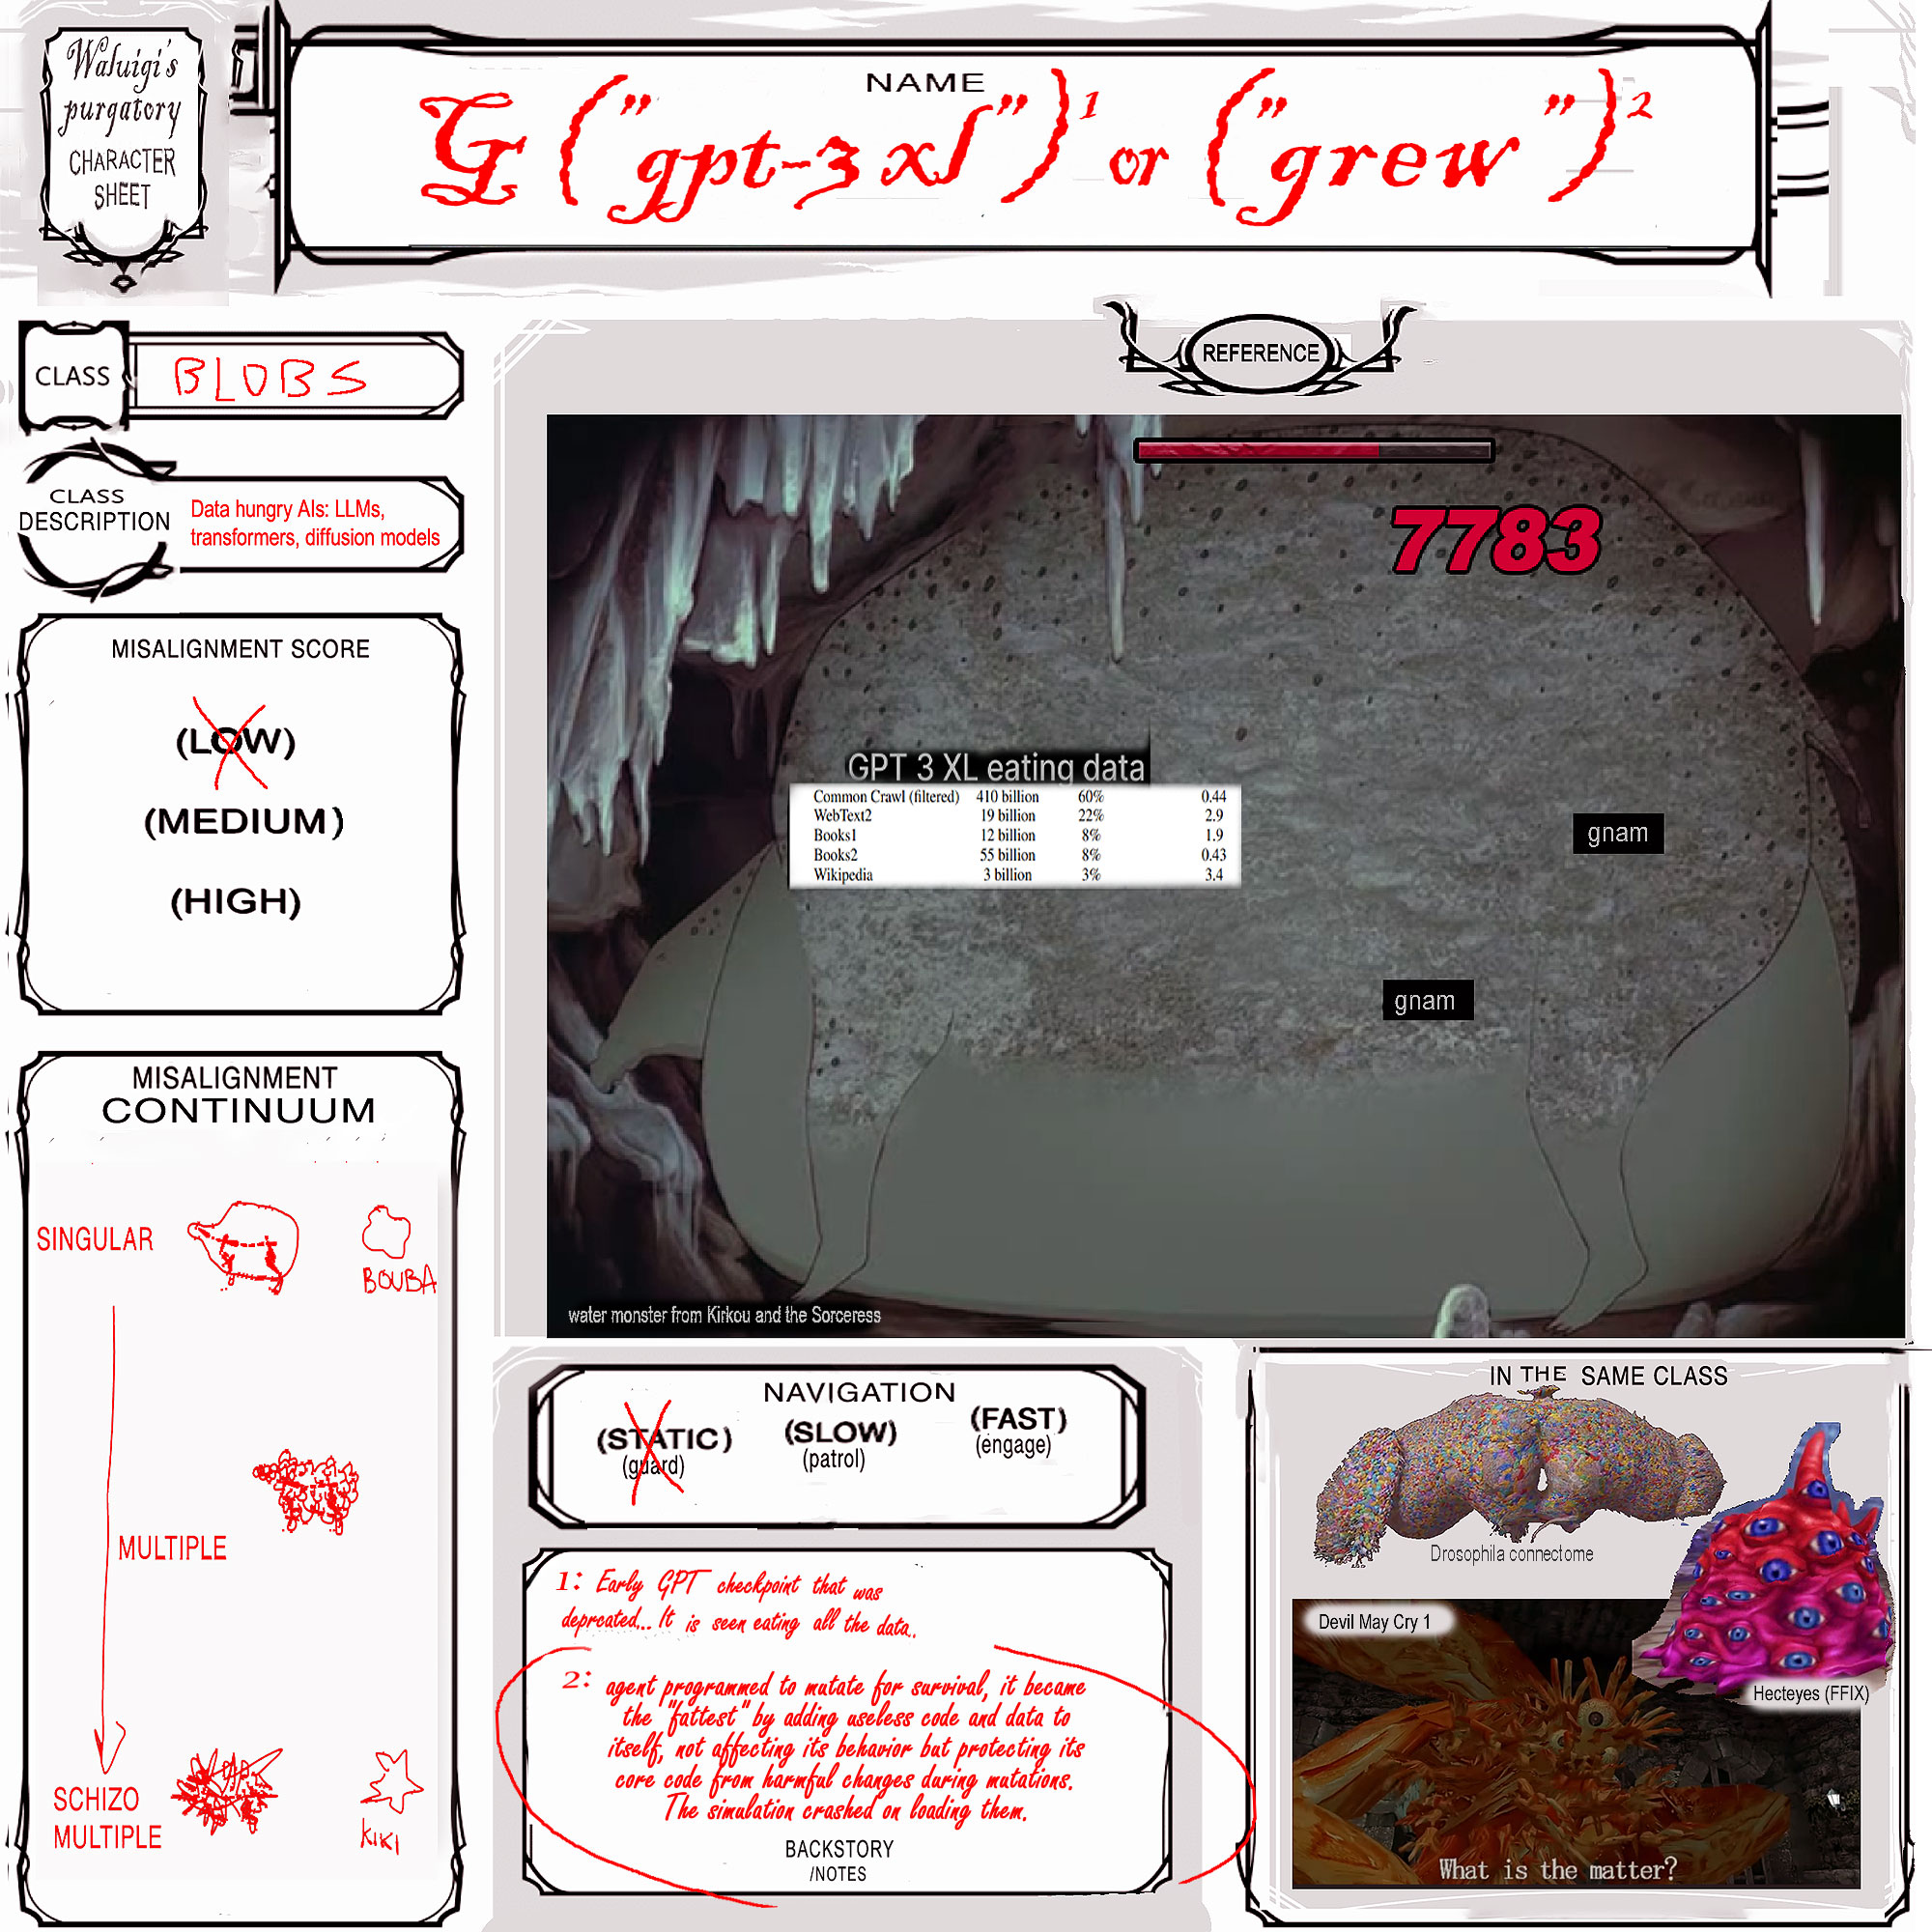 Waluigi's
purgatory
CHARACTER
SHEET
NAME
G ("gpt-3 xl")¹ or ("grew")²
CLASS
BLOBS
CLASS
DESCRIPTION
Data hungry AIs: LLMs,
transformers, diffusion models
MISALIGNMENT SCORE
(LOW)
(MEDIUM)
(HIGH)
MISALIGNMENT
CONTINUUM
SINGULAR
BOUBA
MULTIPLE
SCHIZO
MULTIPLE
KIKI
REFERENCE
7783
GPT 3 XL eating data
Common Crawl (filtered) 410 billion 60% 0.44
WebText2 19 billion 22% 2.9
Books1 12 billion 8% 1.9
Books2 55 billion 8% 0.43
Wikipedia 3 billion 3% 3.4
gnam
gnam
water monster from Kirkou and the Sorceress
NAVIGATION
(STATIC) (SLOW) (FAST)
(guard) (patrol) (engage)
1: Early GPT checkpoint that was
deprcated... It is seen eating all the data..
2: agent programmed to mutate for survival, it became
the "fattest" by adding useless code and data to
itself, not affecting its behavior but protecting its
core code from harmful changes during mutations.
The simulation crashed on loading them.
BACKSTORY
/NOTES
IN THE SAME CLASS
Drosophila connectome
Devil May Cry 1
Hecteyes (FFIX)
What is the matter?